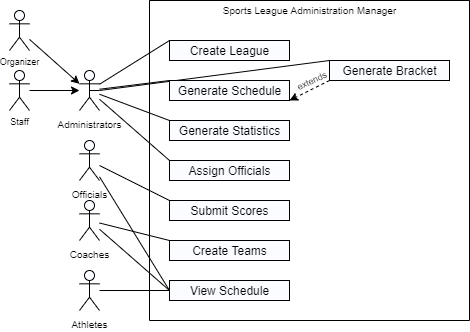 Sports League Administration Manager
Organizer
Create League
Generate Bracket
extends
Staff
Administrators
Generate Schedule
Generate Statistics
Officials
Assign Officials
Submit Scores
Coaches
Create Teams
View Schedule
Athletes